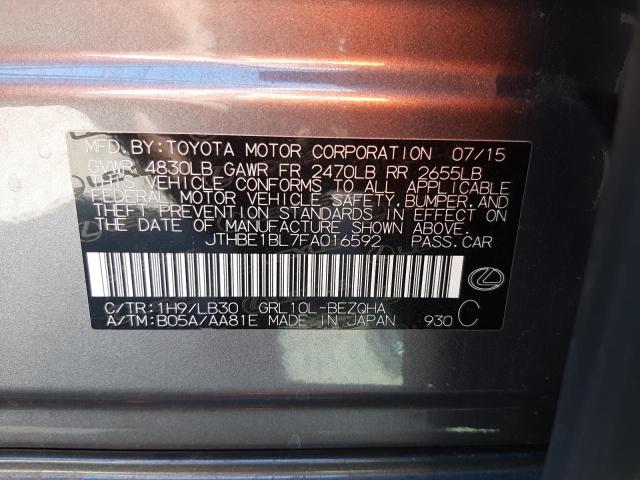 MFD.BY:TOYOTA MOTOR CORPORATION 07/15
GVWR 4830LB GAWR FR 2470LB RR 2655LB
THIS VEHICLE CONFORMS TO ALL APPLICABLE
FEDERAL MOTOR VEHICLE SAFETY,BUMPER,AND
THEFT PREVENTION STANDARDS IN EFFECT ON
THE DATE OF MANUFACTURE SHOWN ABOVE.
JTHBE1BL7FA016592 PASS.CAR
C/TR:1H9/LB30 GRL10L-BEZQHA
A/TM:B05A/AA81E MADE IN JAPAN 930 C